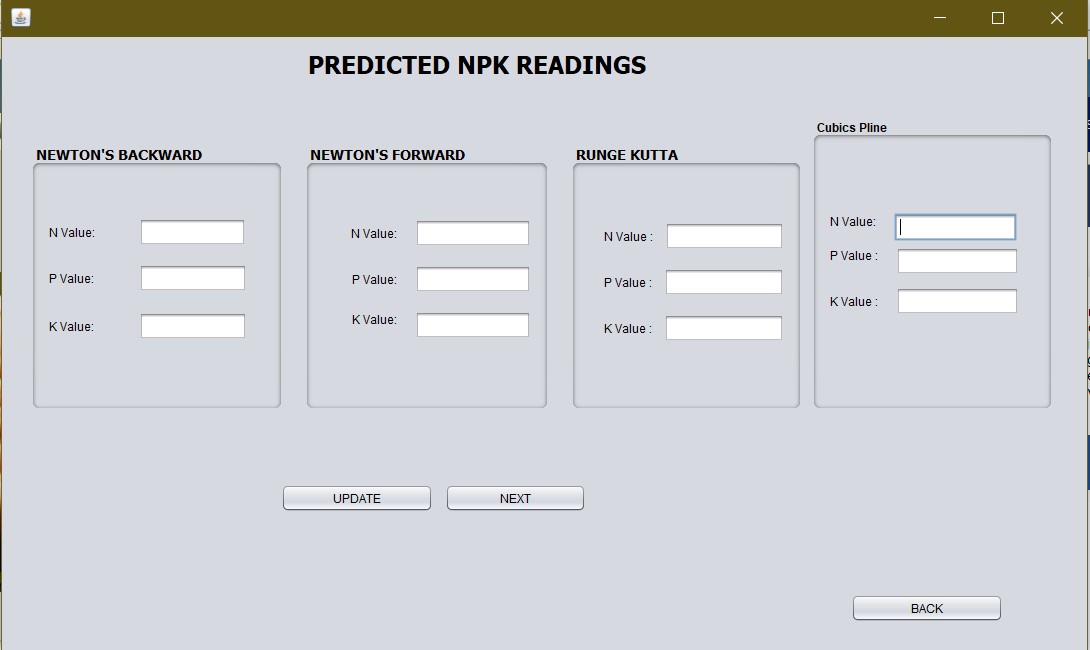 PREDICTED NPK READINGS
NEWTON'S BACKWARD
N Value:
P Value:
K Value:
NEWTON'S FORWARD
N Value:
P Value:
K Value:
RUNGE KUTTA
N Value :
P Value :
K Value :
Cubics Pline
N Value:
P Value :
K Value :
UPDATE
NEXT
BACK